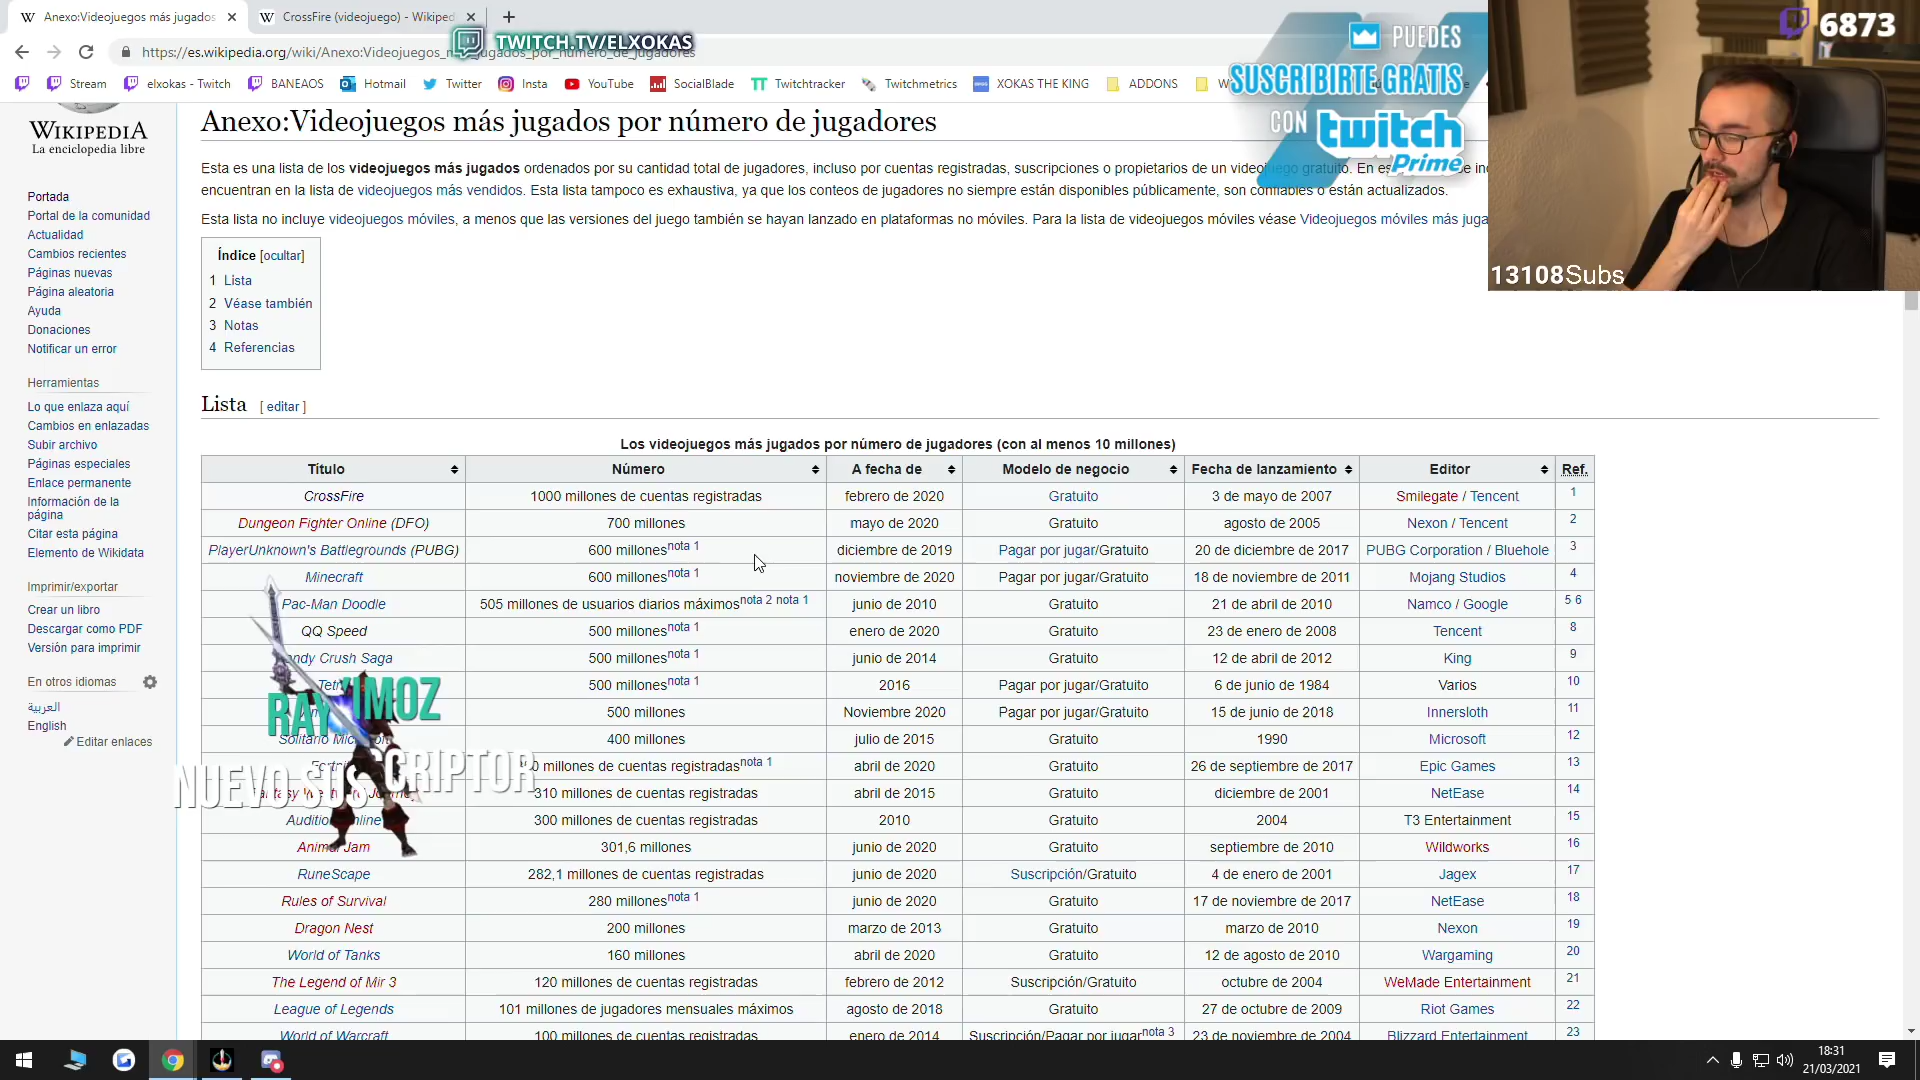 Anexo:Videojuegos más jugados
CrossFire (videojuego) - Wikiped
https://es.wikipedia.org/wiki/Anexo:Videojuegos_m
jugados_por_número_de_jugadores
TWITCH.TV/ELXOKAS
Stream
elxokas - Twitch
BANEAOS
Hotmail
Twitter
Insta
YouTube
SocialBlade
Twitchtracker
Twitchmetrics
XOKAS THE KING
ADDONS
PUEDES
SUSCRIBIRTE GRATIS
CON twitch
Prime
6873
13108Subs
WIKIPEDIA
La enciclopedia libre
Portada
Portal de la comunidad
Actualidad
Cambios recientes
Páginas nuevas
Página aleatoria
Ayuda
Donaciones
Notificar un error
Herramientas
Lo que enlaza aquí
Cambios en enlazadas
Subir archivo
Páginas especiales
Enlace permanente
Información de la
página
Citar esta página
Elemento de Wikidata
Imprimir/exportar
Crear un libro
Descargar como PDF
Versión para imprimir
En otros idiomas
العربية
English
Editar enlaces
Anexo:Videojuegos más jugados por número de jugadores
Esta es una lista de los videojuegos más jugados ordenados por su cantidad total de jugadores, incluso por cuentas registradas, suscripciones o propietarios de un videojuego gratuito. En es
encuentran en la lista de videojuegos más vendidos. Esta lista tampoco es exhaustiva, ya que los conteos de jugadores no siempre están disponibles públicamente, son confiables o están actualizados.
Esta lista no incluye videojuegos móviles, a menos que las versiones del juego también se hayan lanzado en plataformas no móviles. Para la lista de videojuegos móviles véase Videojuegos móviles más juga
Índice [ocultar]
1 Lista
2 Véase también
3 Notas
4 Referencias
Lista [ editar ]
Los videojuegos más jugados por número de jugadores (con al menos 10 millones)
Título Número A fecha de Modelo de negocio Fecha de lanzamiento Editor Ref.
CrossFire 1000 millones de cuentas registradas febrero de 2020 Gratuito 3 de mayo de 2007 Smilegate / Tencent 1
Dungeon Fighter Online (DFO) 700 millones mayo de 2020 Gratuito agosto de 2005 Nexon / Tencent 2
PlayerUnknown's Battlegrounds (PUBG) 600 millones nota 1 diciembre de 2019 Pagar por jugar/Gratuito 20 de diciembre de 2017 PUBG Corporation / Bluehole 3
Minecraft 600 millones nota 1 noviembre de 2020 Pagar por jugar/Gratuito 18 de noviembre de 2011 Mojang Studios 4
Pac-Man Doodle 505 millones de usuarios diarios máximos nota 2 nota 1 junio de 2010 Gratuito 21 de abril de 2010 Namco / Google 5 6
QQ Speed 500 millones nota 1 enero de 2020 Gratuito 23 de enero de 2008 Tencent 8
ndy Crush Saga 500 millones nota 1 junio de 2014 Gratuito 12 de abril de 2012 King 9
Tetr 500 millones nota 1 2016 Pagar por jugar/Gratuito 6 de junio de 1984 Varios 10
500 millones Noviembre 2020 Pagar por jugar/Gratuito 15 de junio de 2018 Innersloth 11
Solitario Mic 400 millones julio de 2015 Gratuito 1990 Microsoft 12
Fortni 350 millones de cuentas registradas nota 1 abril de 2020 Gratuito 26 de septiembre de 2017 Epic Games 13
310 millones de cuentas registradas abril de 2015 Gratuito diciembre de 2001 NetEase 14
Audition Online 300 millones de cuentas registradas 2010 Gratuito 2004 T3 Entertainment 15
Animal Jam 301,6 millones junio de 2020 Gratuito septiembre de 2010 Wildworks 16
RuneScape 282,1 millones de cuentas registradas junio de 2020 Suscripción/Gratuito 4 de enero de 2001 Jagex 17
Rules of Survival 280 millones nota 1 junio de 2020 Gratuito 17 de noviembre de 2017 NetEase 18
Dragon Nest 200 millones marzo de 2013 Gratuito marzo de 2010 Nexon 19
World of Tanks 160 millones abril de 2020 Gratuito 12 de agosto de 2010 Wargaming 20
The Legend of Mir 3 120 millones de cuentas registradas febrero de 2012 Suscripción/Gratuito octubre de 2004 WeMade Entertainment 21
League of Legends 101 millones de jugadores mensuales máximos agosto de 2018 Gratuito 27 de octubre de 2009 Riot Games 22
World of Warcraft 100 millones de cuentas registradas enero de 2014 Suscripción/Pagar por jugar nota 3 23 de noviembre de 2004 Blizzard Entertainment 23
RAY IMOZ
NUEVO SUSCRIPTOR
18:31
21/03/2021